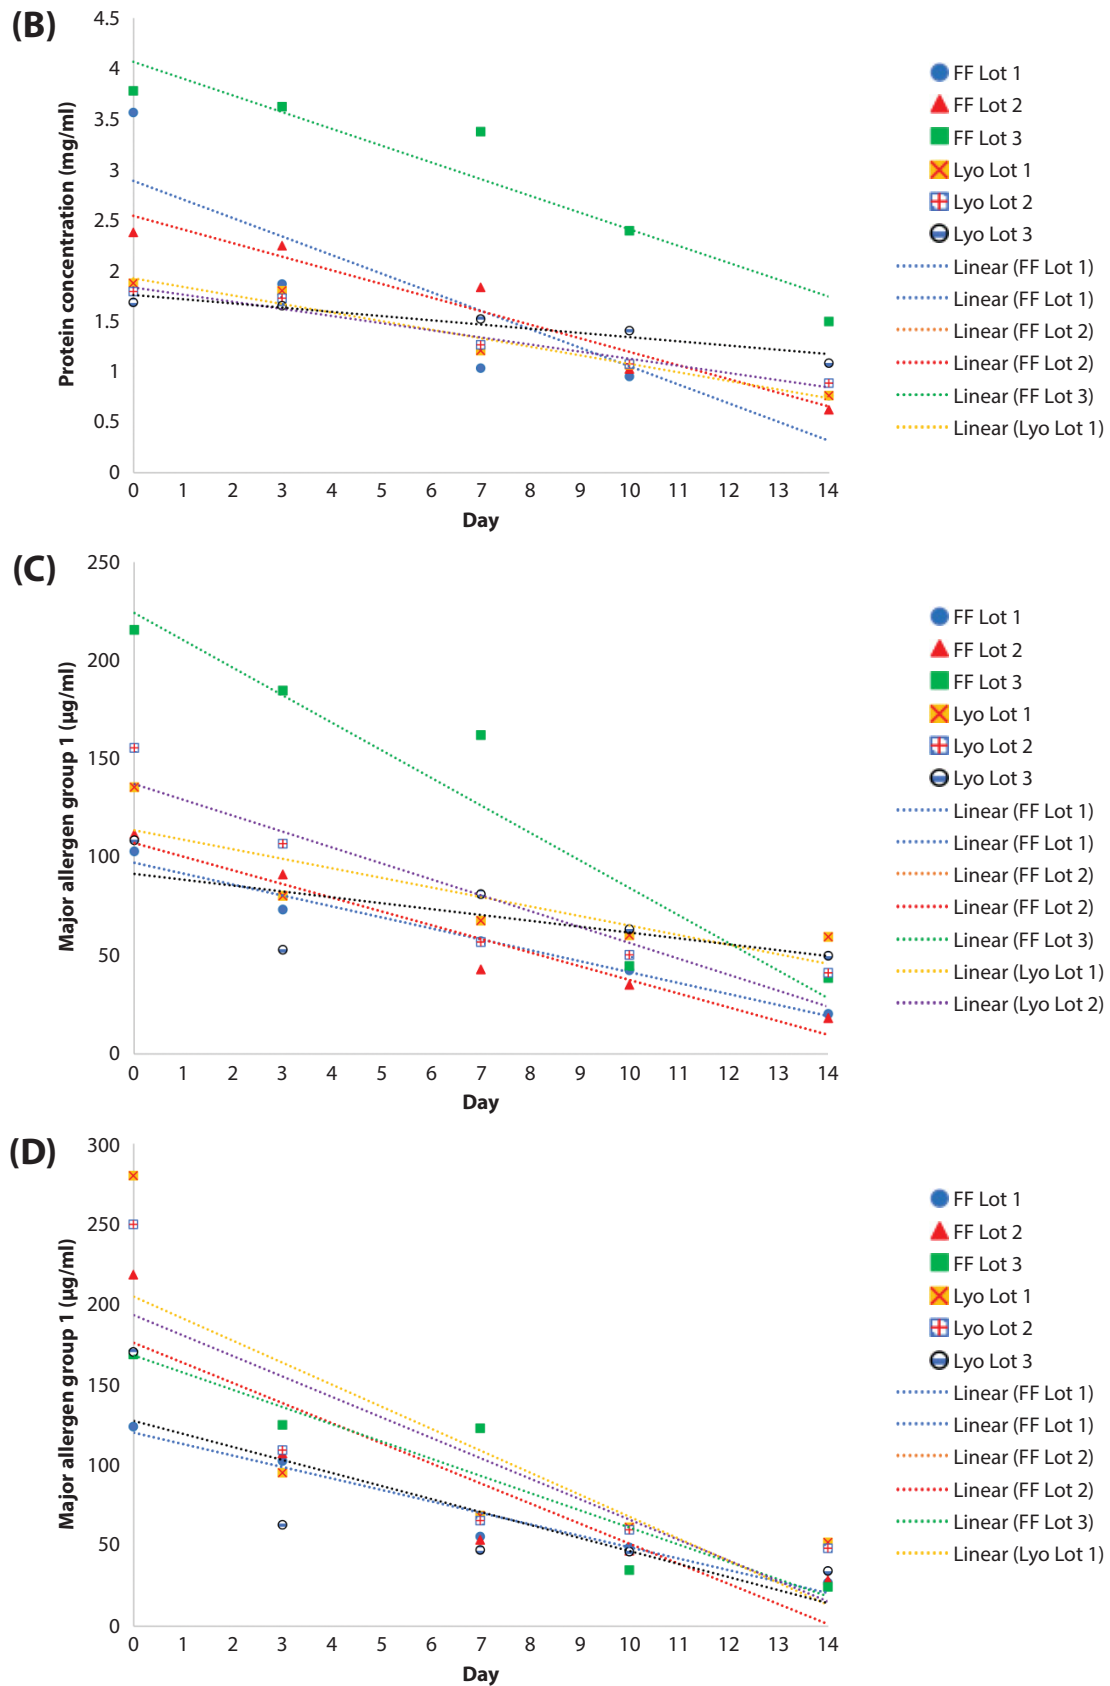 (B)
Protein concentration (mg/ml)
4.5
4
3.5
3
2.5
2
1.5
1
0.5
0
0 1 2 3 4 5 6 7 8 9 10 11 12 13 14
Day
FF Lot 1
FF Lot 2
FF Lot 3
Lyo Lot 1
Lyo Lot 2
Lyo Lot 3
Linear (FF Lot 1)
Linear (FF Lot 1)
Linear (FF Lot 2)
Linear (FF Lot 2)
Linear (FF Lot 3)
Linear (Lyo Lot 1)
(C)
Major allergen group 1 (µg/ml)
250
200
150
100
50
0
0 1 2 3 4 5 6 7 8 9 10 11 12 13 14
Day
FF Lot 1
FF Lot 2
FF Lot 3
Lyo Lot 1
Lyo Lot 2
Lyo Lot 3
Linear (FF Lot 1)
Linear (FF Lot 1)
Linear (FF Lot 2)
Linear (FF Lot 2)
Linear (FF Lot 3)
Linear (Lyo Lot 1)
Linear (Lyo Lot 2)
(D)
Major allergen group 1 (µg/ml)
300
250
200
150
100
50
0
0 1 2 3 4 5 6 7 8 9 10 11 12 13 14
Day
FF Lot 1
FF Lot 2
FF Lot 3
Lyo Lot 1
Lyo Lot 2
Lyo Lot 3
Linear (FF Lot 1)
Linear (FF Lot 1)
Linear (FF Lot 2)
Linear (FF Lot 2)
Linear (FF Lot 3)
Linear (Lyo Lot 1)